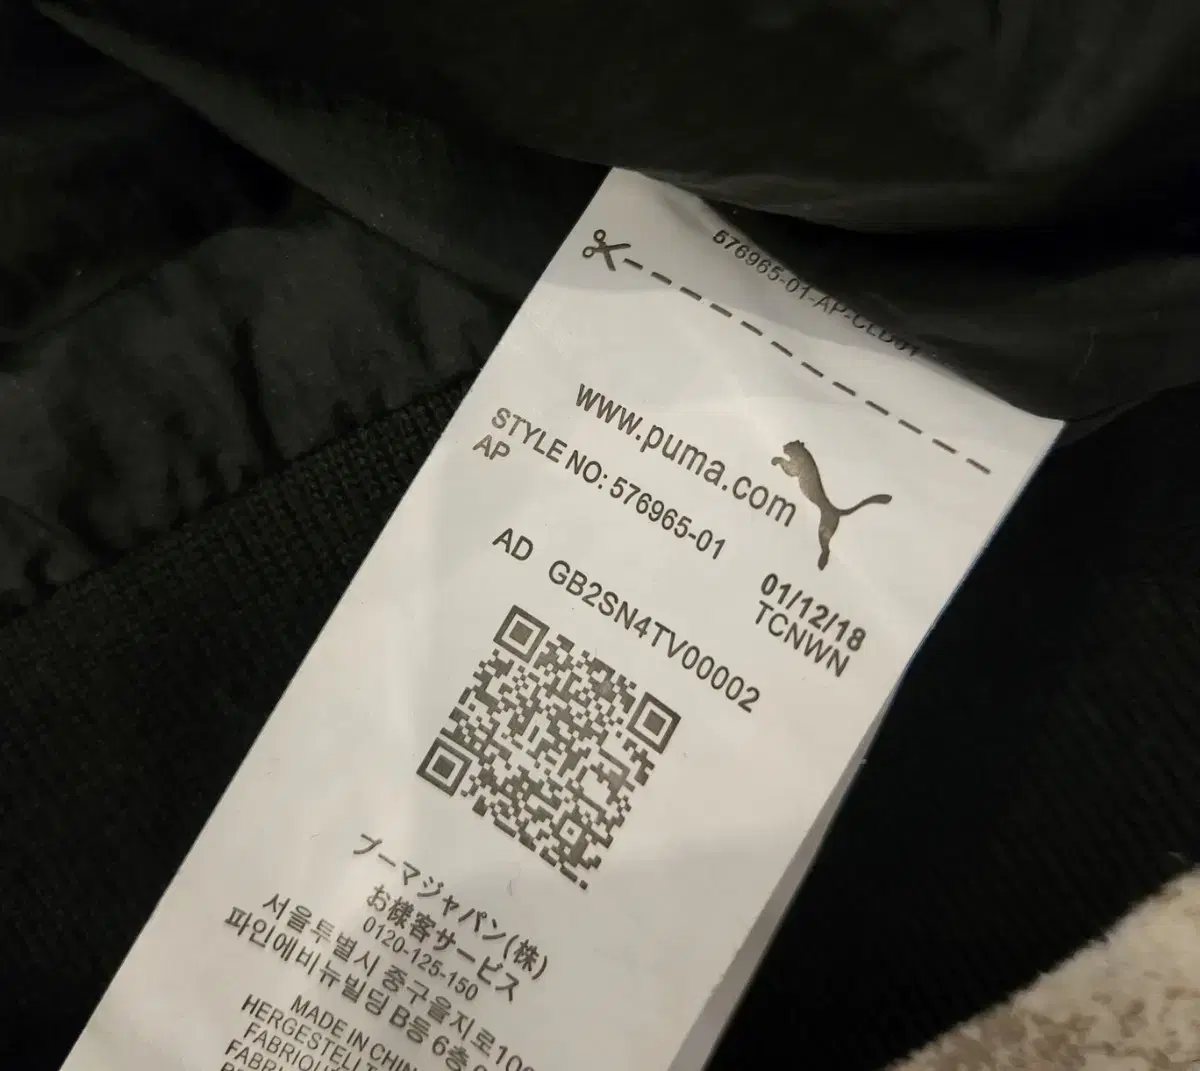 576965-01-AP-CLD01
www.puma.com
STYLE NO: 576965-01
AP
01/12/18
TCNWN
AD GB2SN4TV00002
プーマジャパン(株)
お様客サービス
0120-125-150
서울특별시 중구을지로100
파인에비뉴빌딩 B동 6층
MADE IN CHIN
HERGESTELLT
FABRIQU
FABR